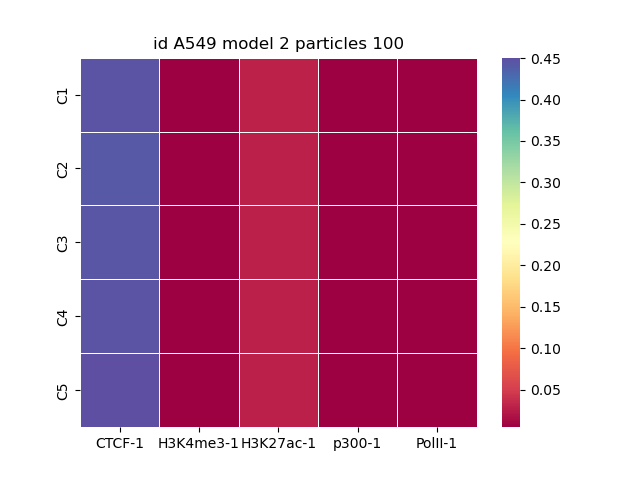 id A549 model 2 particles 100
C1
C2
C3
C4
C5
CTCF-1 H3K4me3-1 H3K27ac-1 p300-1 PolII-1
0.45
0.40
0.35
0.30
0.25
0.20
0.15
0.10
0.05